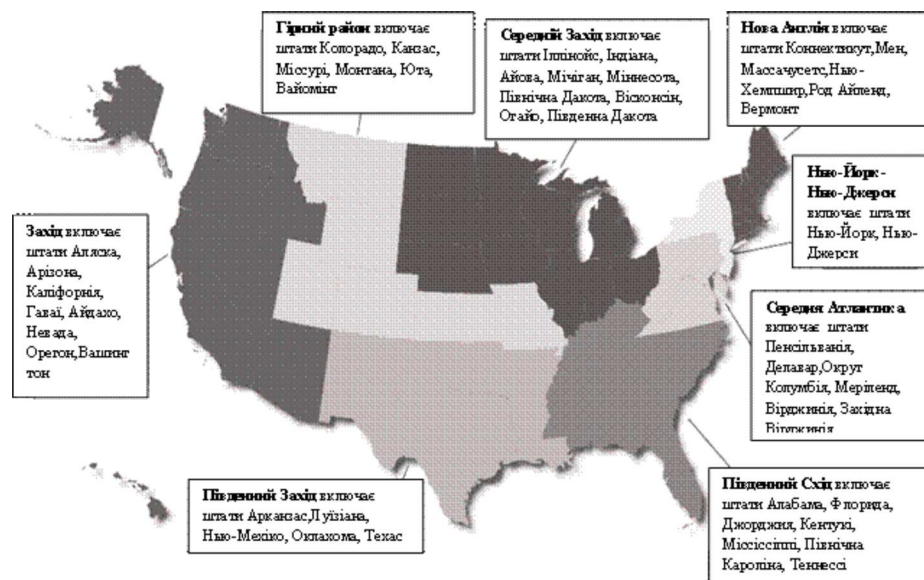 Гірний район включає
штати Колорадо, Канзас,
Міссурі, Монтана, Юта,
Вайомінг
Середній Захід включає
штати Іллінойс, Індіана,
Айова, Мічіган, Міннесота,
Північна Дакота, Вісконсін,
Огайо, Південна Дакота
Нова Англія включає
штати Коннектикут,Мен,
Массачусетс,Нью-
Хемпшир,Род Айленд,
Вермонт
Нью-Йорк-
Нью-Джерси
включає штати
Нью-Йорк, Нью-
Джерси
Захід включає
штати Аляска,
Арізона,
Каліфорнія,
Гаваї, Айдахо,
Невада,
Орегон,Вашинг
тон
Середня Атлантика
включає штати
Пенсільванія,
Делавар,Округ
Колумбія, Меріленд,
Вірджинія, Західна
Вірджинія
Південний Захід включає
штати Арканзас,Луїзіана,
Нью-Мехіко, Оклахома, Техас
Південний Схід включає
штати Алабама, Флорида,
Джорджия, Кентукі,
Міссісіппі, Північна
Кароліна, Теннессі